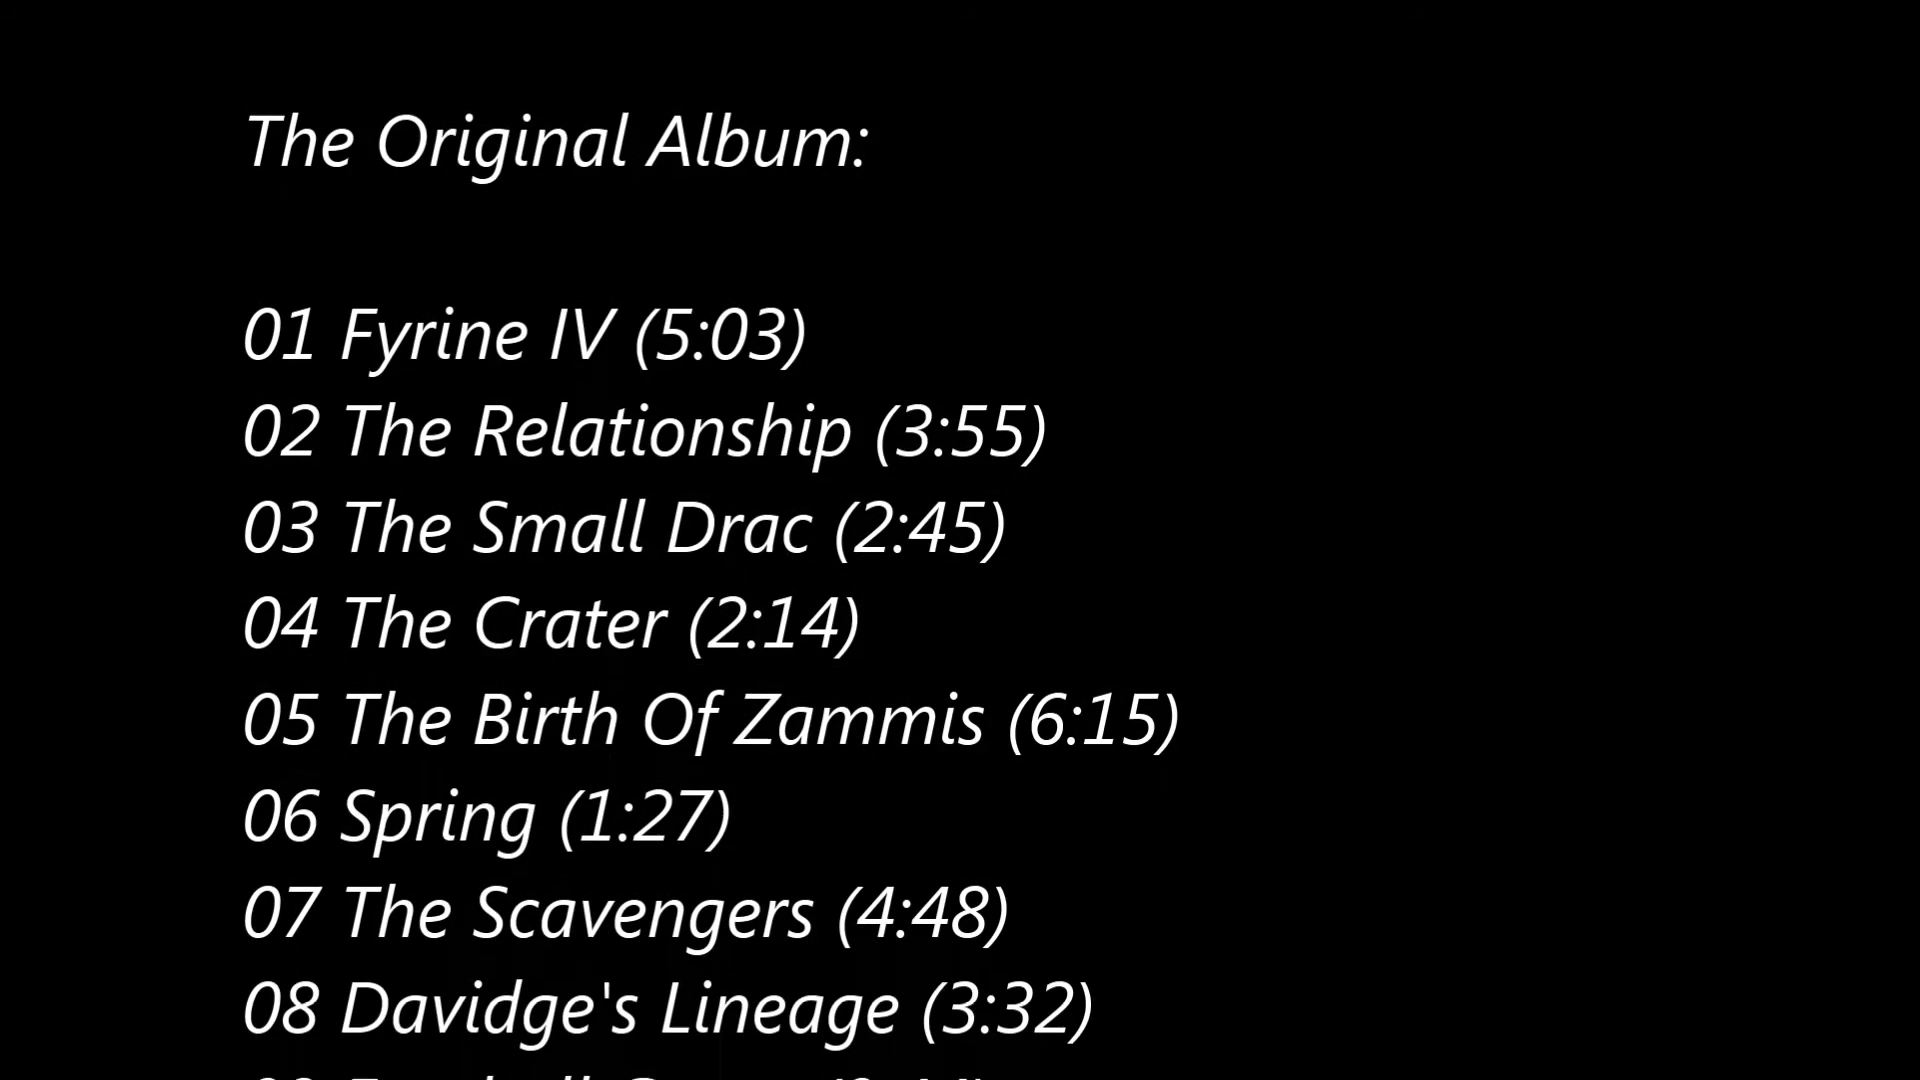 The Original Album:
01 Fyrine IV (5:03)
02 The Relationship (3:55)
03 The Small Drac (2:45)
04 The Crater (2:14)
05 The Birth Of Zammis (6:15)
06 Spring (1:27)
07 The Scavengers (4:48)
08 Davidge's Lineage (3:32)